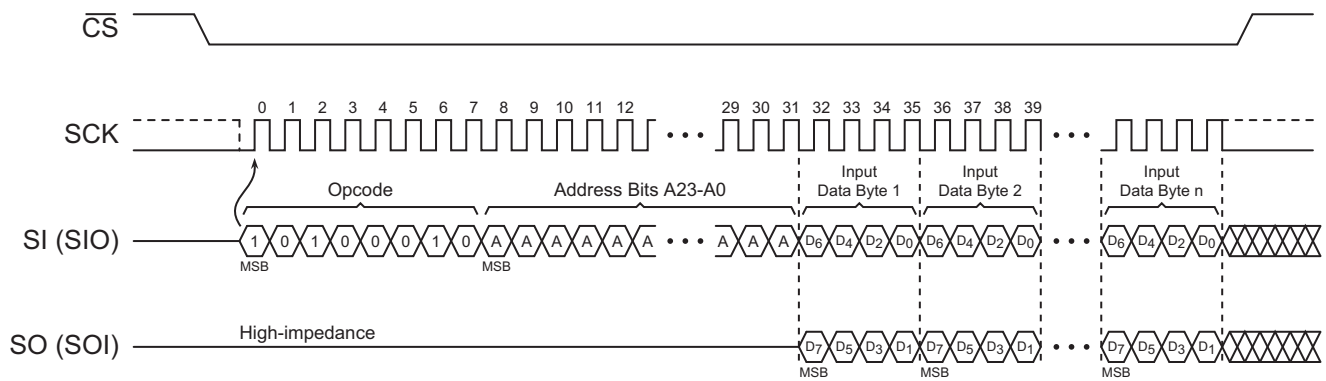 CS
0 1 2 3 4 5 6 7 8 9 10 11 12 29 30 31 32 33 34 35 36 37 38 39
SCK
Opcode Address Bits A23-A0 Input Data Byte 1 Input Data Byte 2 Input Data Byte n
SI (SIO) 1 0 1 0 0 0 1 0 A A A A A A A A A D6 D4 D2 D0 D6 D4 D2 D0 D6 D4 D2 D0
MSB MSB
High-impedance
SO (SOI) D7 D5 D3 D1 D7 D5 D3 D1 D7 D5 D3 D1
MSB MSB MSB